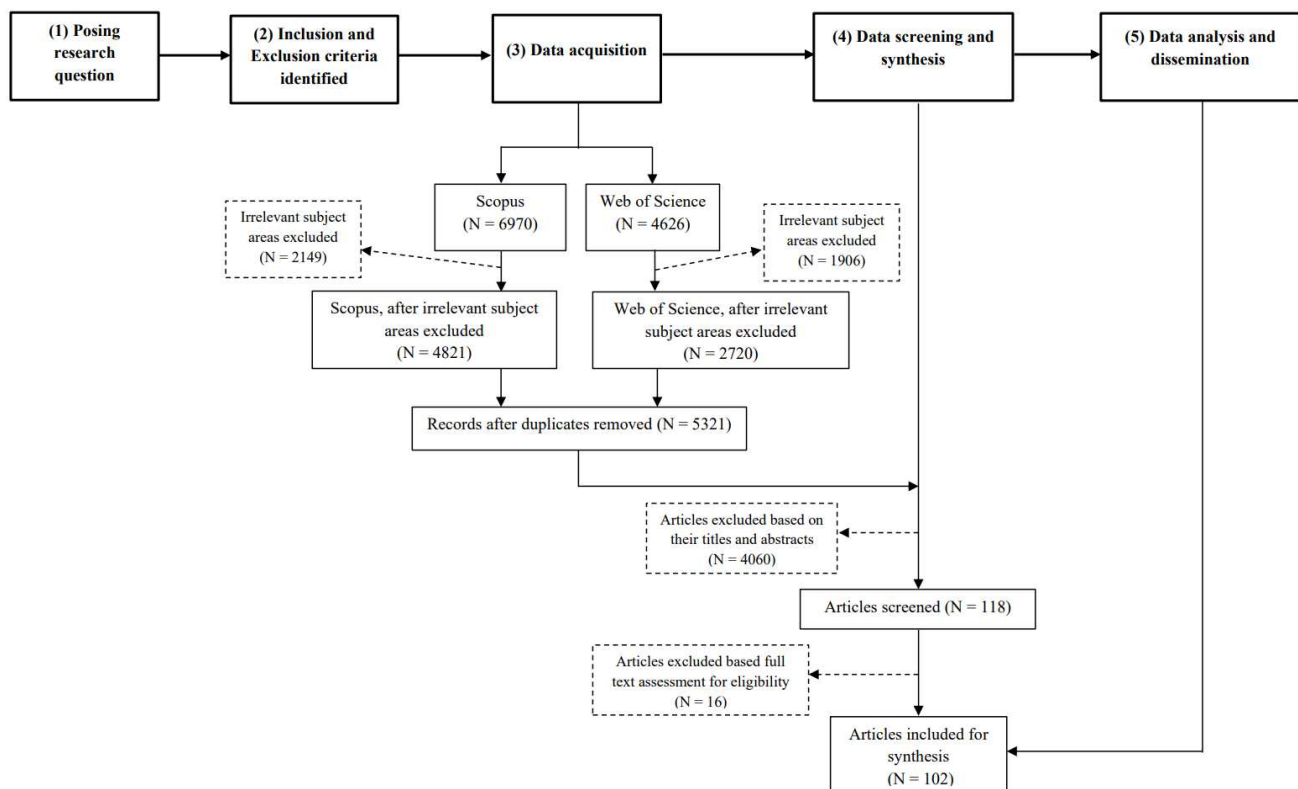 (1) Posing
research
question
(2) Inclusion and
Exclusion criteria
identified
(3) Data acquisition
(4) Data screening and
synthesis
(5) Data analysis and
dissemination
Scopus
(N = 6970)
Web of Science
(N = 4626)
Irrelevant subject
areas excluded
(N = 2149)
Irrelevant subject
areas excluded
(N = 1906)
Scopus, after irrelevant subject
areas excluded
(N = 4821)
Web of Science, after irrelevant
subject areas excluded
(N = 2720)
Records after duplicates removed (N = 5321)
Articles excluded based on
their titles and abstracts
(N = 4060)
Articles screened (N = 118)
Articles excluded based full
text assessment for eligibility
(N = 16)
Articles included for
synthesis
(N = 102)